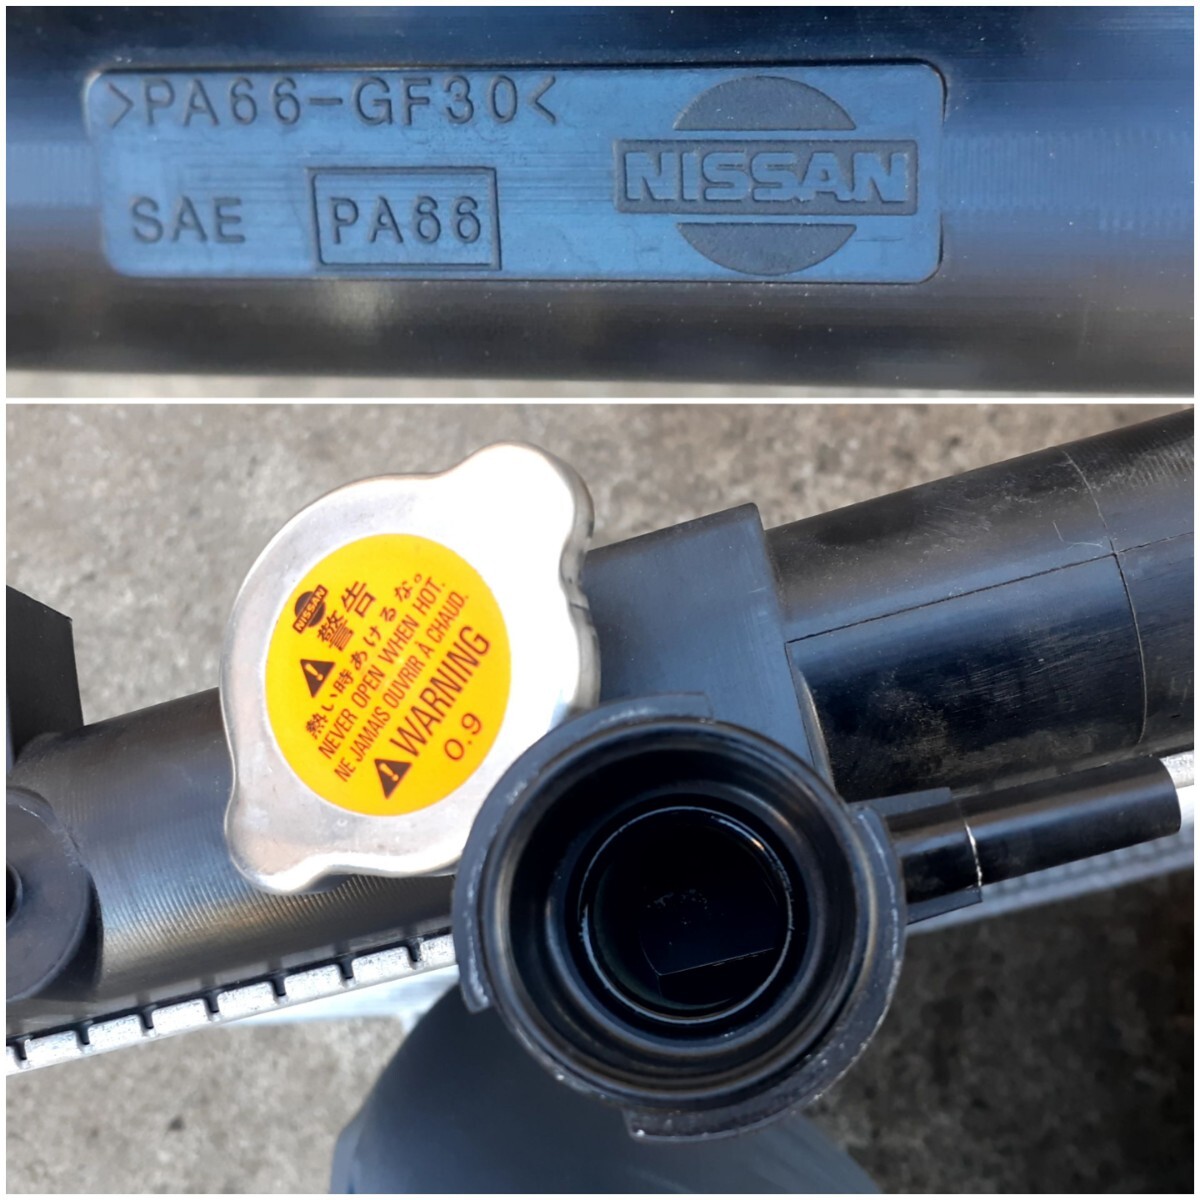 >PA66-GF30<
SAE PA66
NISSAN
NISSAN
警告
熱い時あけるな。
NEVER OPEN WHEN HOT.
NE JAMAIS OUVRIR À CHAUD.
WARNING
0.9